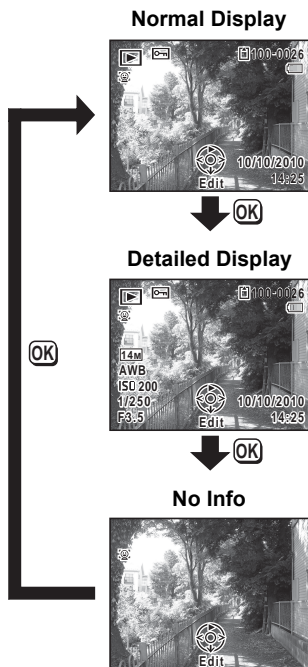 Normal Display
100-0026
Edit
10/10/2010
14:25
OK
Detailed Display
100-0026
14M
AWB
ISO 200
1/250
F3.5
Edit
10/10/2010
14:25
OK
OK
No Info
Edit